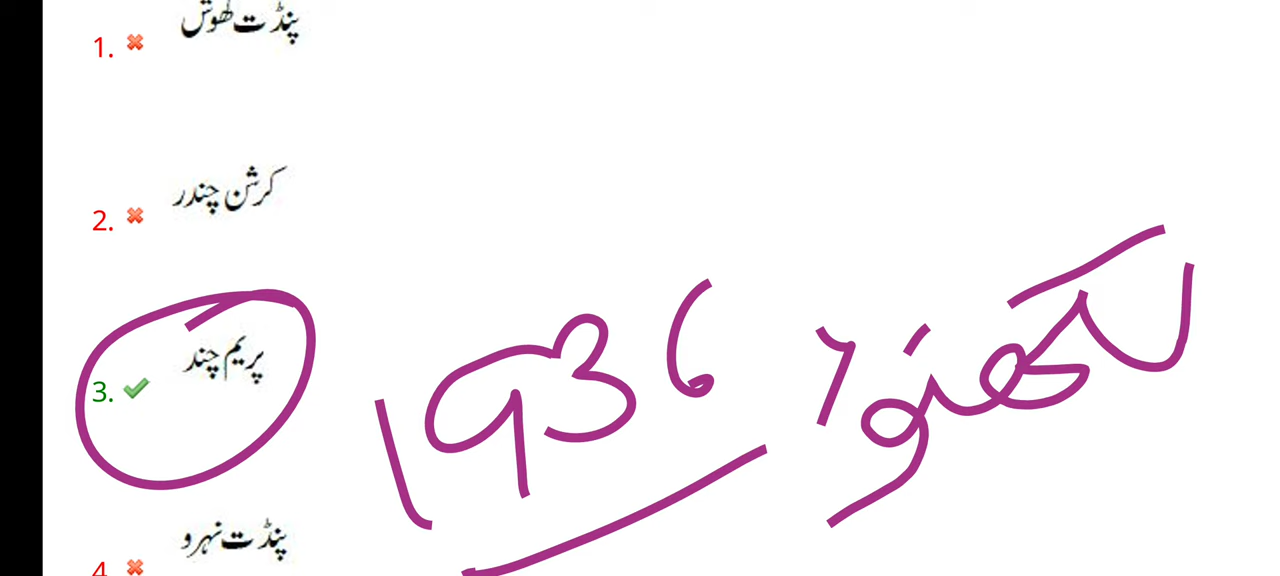 1. پنڈت گھوش
2. کرشن چندر
3. پریم چند
1936 لکھنؤ
4. پنڈت نہرو